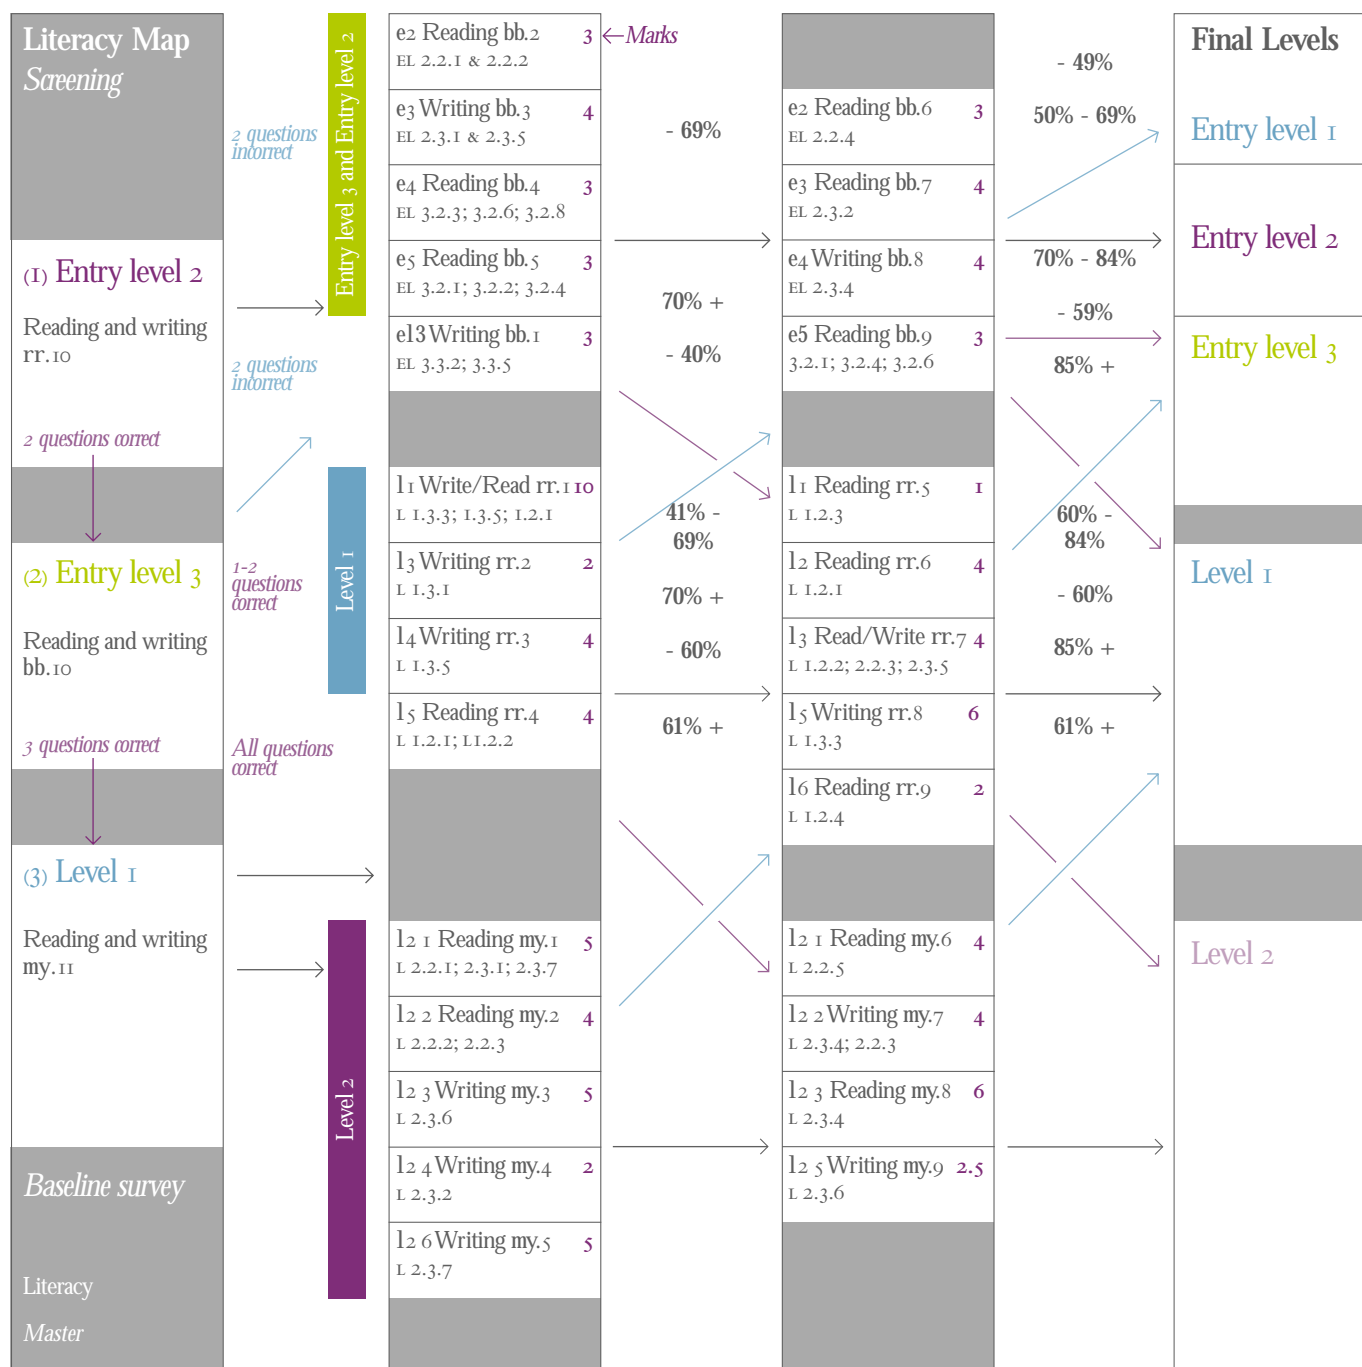 Literacy Map
Screening
2 questions
incorrect
(1) Entry level 2
Reading and writing
rr.10
2 questions
incorrect
2 questions correct
(2) Entry level 3
Reading and writing
bb.10
1-2
questions
correct
3 questions correct
All questions
correct
(3) Level 1
Reading and writing
my.11
Baseline survey
Literacy
Master
Entry level 3 and Entry level 2
Level 1
Level 2
e2 Reading bb.2 3 ←Marks
EL 2.2.1 & 2.2.2
e3 Writing bb.3 4
EL 2.3.1 & 2.3.5
e4 Reading bb.4 3
EL 3.2.3; 3.2.6; 3.2.8
e5 Reading bb.5 3
EL 3.2.1; 3.2.2; 3.2.4
el3 Writing bb.1 3
EL 3.3.2; 3.3.5
l1 Write/Read rr.1 10
L 1.3.3; 1.3.5; 1.2.1
l3 Writing rr.2 2
L 1.3.1
l4 Writing rr.3 4
L 1.3.5
l5 Reading rr.4 4
L 1.2.1; L1.2.2
l2 1 Reading my.1 5
L 2.2.1; 2.3.1; 2.3.7
l2 2 Reading my.2 4
L 2.2.2; 2.2.3
l2 3 Writing my.3 5
L 2.3.6
l2 4 Writing my.4 2
L 2.3.2
l2 6 Writing my.5 5
L 2.3.7
- 69%
70% +
- 40%
41% -
69%
70% +
- 60%
61% +
e2 Reading bb.6 3
EL 2.2.4
e3 Reading bb.7 4
EL 2.3.2
e4 Writing bb.8 4
EL 2.3.4
e5 Reading bb.9 3
3.2.1; 3.2.4; 3.2.6
l1 Reading rr.5 1
L 1.2.3
l2 Reading rr.6 4
L 1.2.1
l3 Read/Write rr.7 4
L 1.2.2; 2.2.3; 2.3.5
l5 Writing rr.8 6
L 1.3.3
l6 Reading rr.9 2
L 1.2.4
l2 1 Reading my.6 4
L 2.2.5
l2 2 Writing my.7 4
L 2.3.4; 2.2.3
l2 3 Reading my.8 6
L 2.3.4
l2 5 Writing my.9 2.5
L 2.3.6
- 49%
50% - 69%
70% - 84%
- 59%
85% +
60% -
84%
- 60%
85% +
61% +
Final Levels
Entry level 1
Entry level 2
Entry level 3
Level 1
Level 2